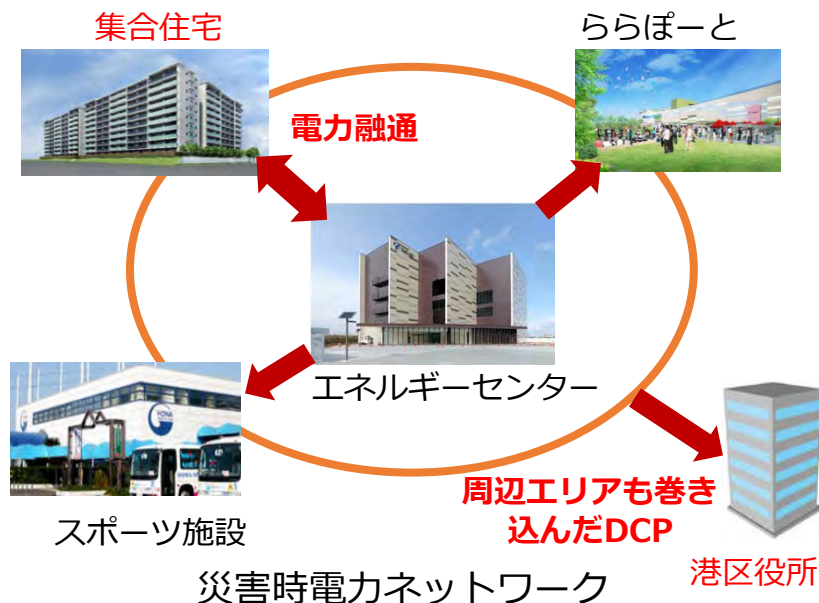 集合住宅
ららぽーと
電力融通
エネルギーセンター
スポーツ施設
周辺エリアも巻き
込んだDCP
港区役所
災害時電力ネットワーク